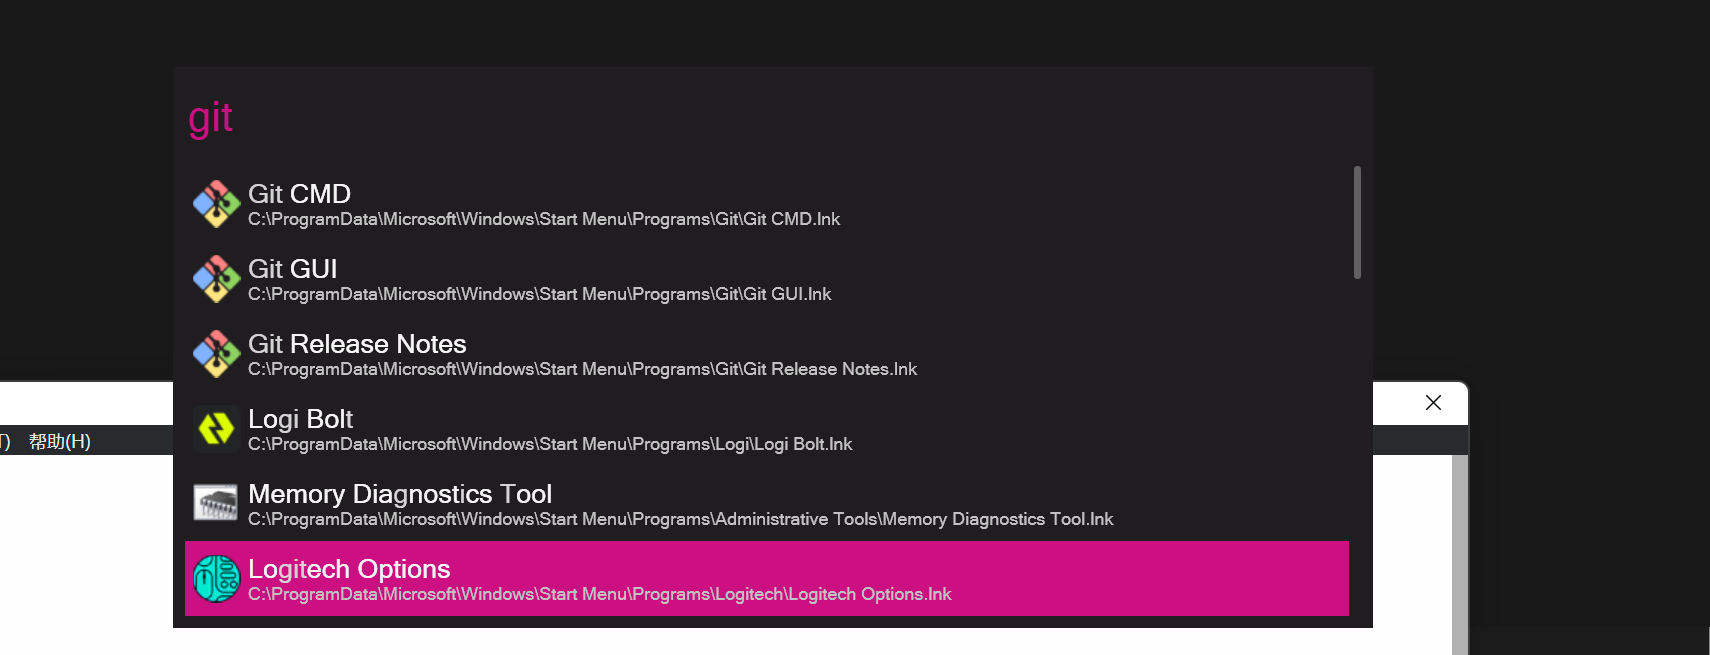 git
Git CMD
C:\ProgramData\Microsoft\Windows\Start Menu\Programs\Git\Git CMD.lnk
Git GUI
C:\ProgramData\Microsoft\Windows\Start Menu\Programs\Git\Git GUI.lnk
Git Release Notes
C:\ProgramData\Microsoft\Windows\Start Menu\Programs\Git\Git Release Notes.lnk
Logi Bolt
C:\ProgramData\Microsoft\Windows\Start Menu\Programs\Logi\Logi Bolt.lnk
帮助(H)
Memory Diagnostics Tool
C:\ProgramData\Microsoft\Windows\Start Menu\Programs\Administrative Tools\Memory Diagnostics Tool.lnk
Logitech Options
C:\ProgramData\Microsoft\Windows\Start Menu\Programs\Logitech\Logitech Options.lnk